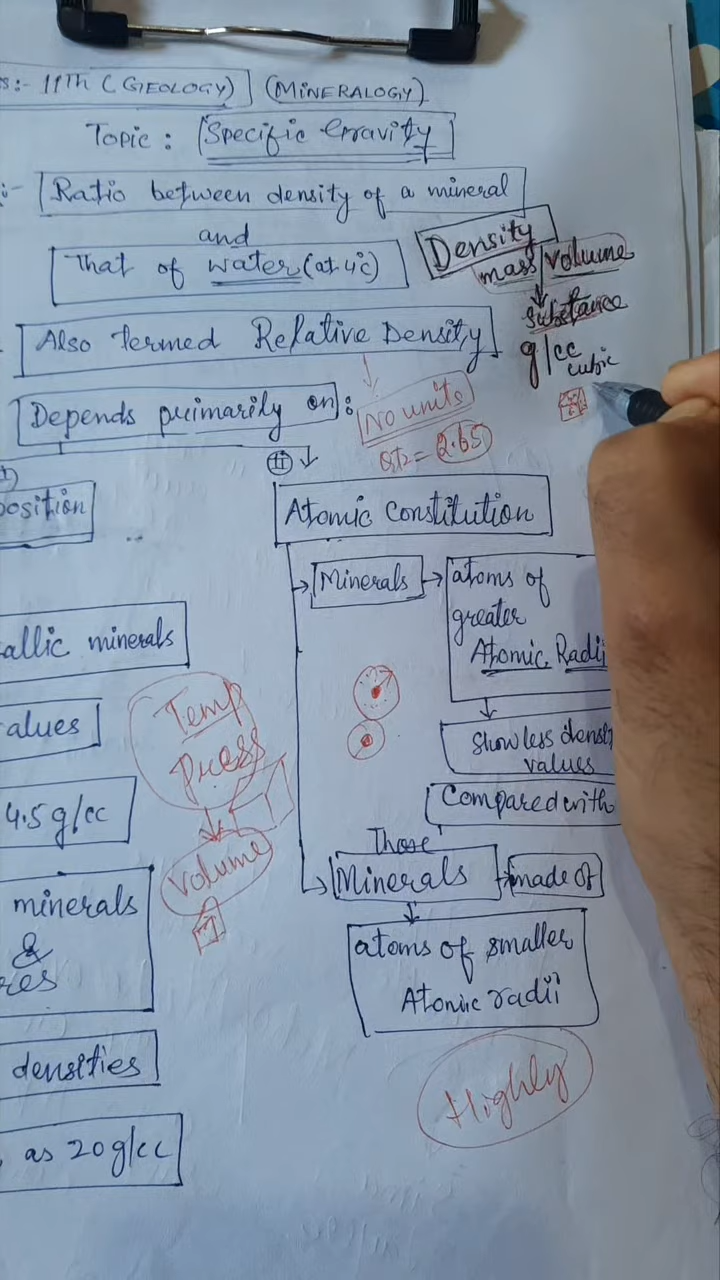 s:- 11TH (GEOLOGY) (MINERALOGY)
Topic: Specific Gravity
:- Ratio between density of a mineral
and
That of water (at 4°c)
Density
mass/volume
substance
g/cc
cubic
Also termed Relative Density
Depends primarily on:
No units
Qtz = 2.65
I)
position
II
Atomic Constitution
Minerals
atoms of
greater
Atomic Radii
allic minerals
Show less densi
values
Compared with
alues
Temp
Press
Volume
4.5 g/cc
Those
Minerals
made of
minerals
&
res
atoms of smaller
Atomic radii
densities
Highly
as 20 g/cc